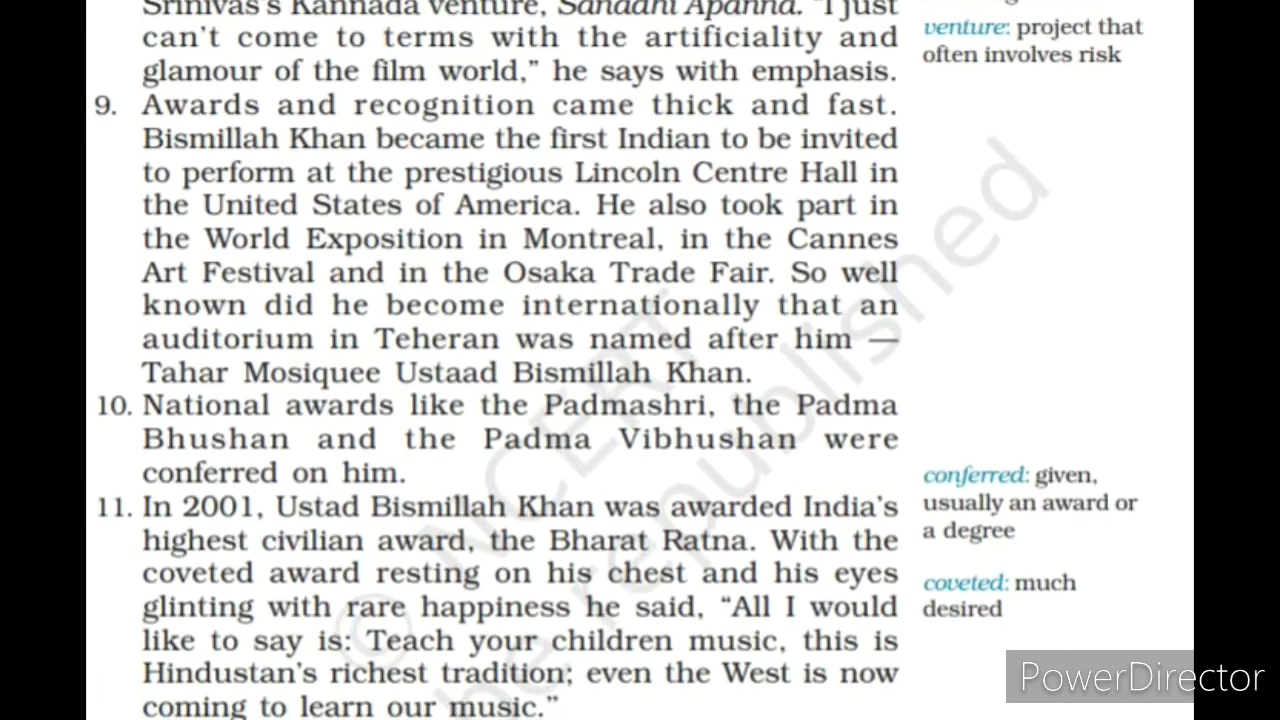 Srinivas's Kannada venture, Sanadhi Apanna. "I just
can't come to terms with the artificiality and
glamour of the film world," he says with emphasis.
9. Awards and recognition came thick and fast.
Bismillah Khan became the first Indian to be invited
to perform at the prestigious Lincoln Centre Hall in
the United States of America. He also took part in
the World Exposition in Montreal, in the Cannes
Art Festival and in the Osaka Trade Fair. So well
known did he become internationally that an
auditorium in Teheran was named after him —
Tahar Mosiquee Ustaad Bismillah Khan.
10. National awards like the Padmashri, the Padma
Bhushan and the Padma Vibhushan were
conferred on him.
11. In 2001, Ustad Bismillah Khan was awarded India's
highest civilian award, the Bharat Ratna. With the
coveted award resting on his chest and his eyes
glinting with rare happiness he said, "All I would
like to say is: Teach your children music, this is
Hindustan's richest tradition; even the West is now
coming to learn our music."
venture: project that
often involves risk
conferred: given,
usually an award or
a degree
coveted: much
desired
© NCERT
be republished
PowerDirector